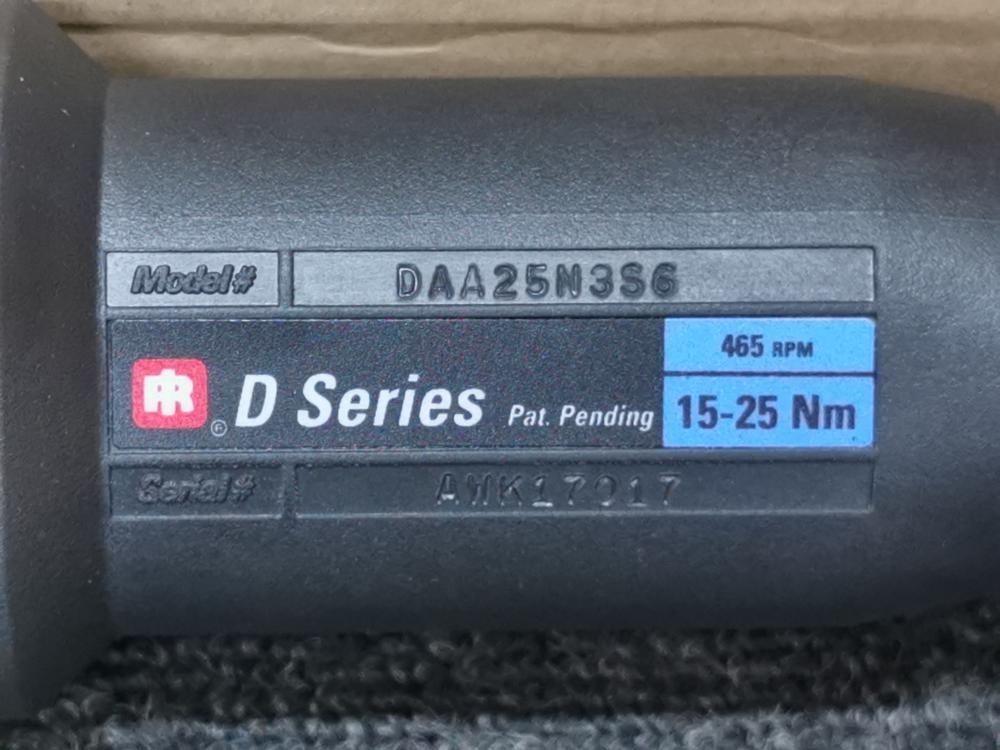 Model# DAA25N3S6
465 RPM
IR ® D Series Pat. Pending 15-25 Nm
Serial# AWK17017